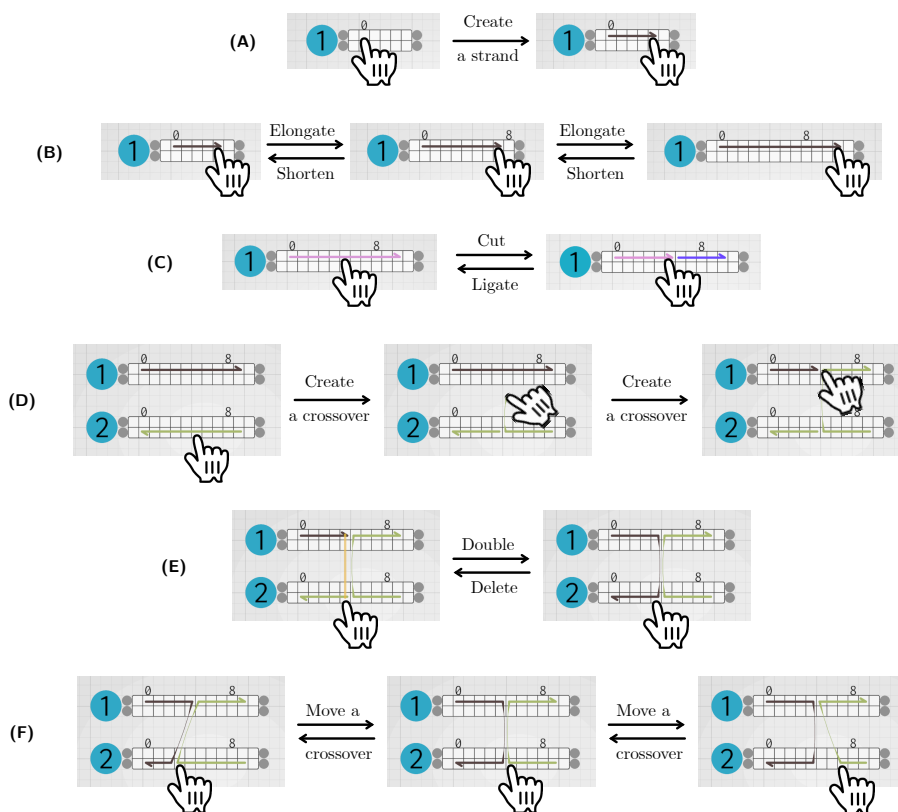 (A) 1 0 Create a strand 1 0
(B) 1 0 Elongate Shorten 1 0 8 Elongate Shorten 1 0 8
(C) 1 0 8 Cut Ligate 1 0 8
(D) 1 0 8 2 0 8 Create a crossover 1 0 8 2 0 Create a crossover 1 0 2 0 8
(E) 1 0 8 2 0 8 Double Delete 1 0 8 2 0 8
(F) 1 0 8 2 0 8 Move a crossover 1 0 8 2 0 8 Move a crossover 1 0 8 2 0 8